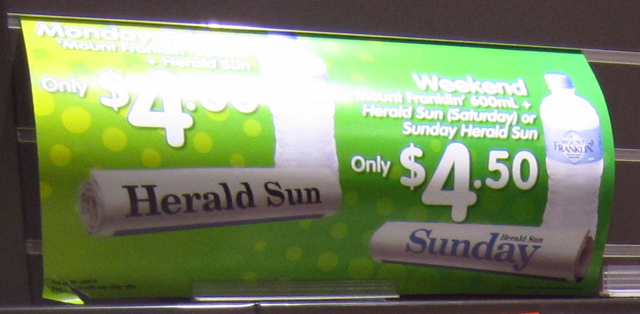 Monday
'Mount Franklin'
+ Herald Sun
Only $4.
Herald Sun
Weekend
Mount Franklin' 600mL +
Herald Sun (Saturday) or
Sunday Herald Sun
Only $4.50
MOUNT
FRANKLIN
Herald Sun
Sunday